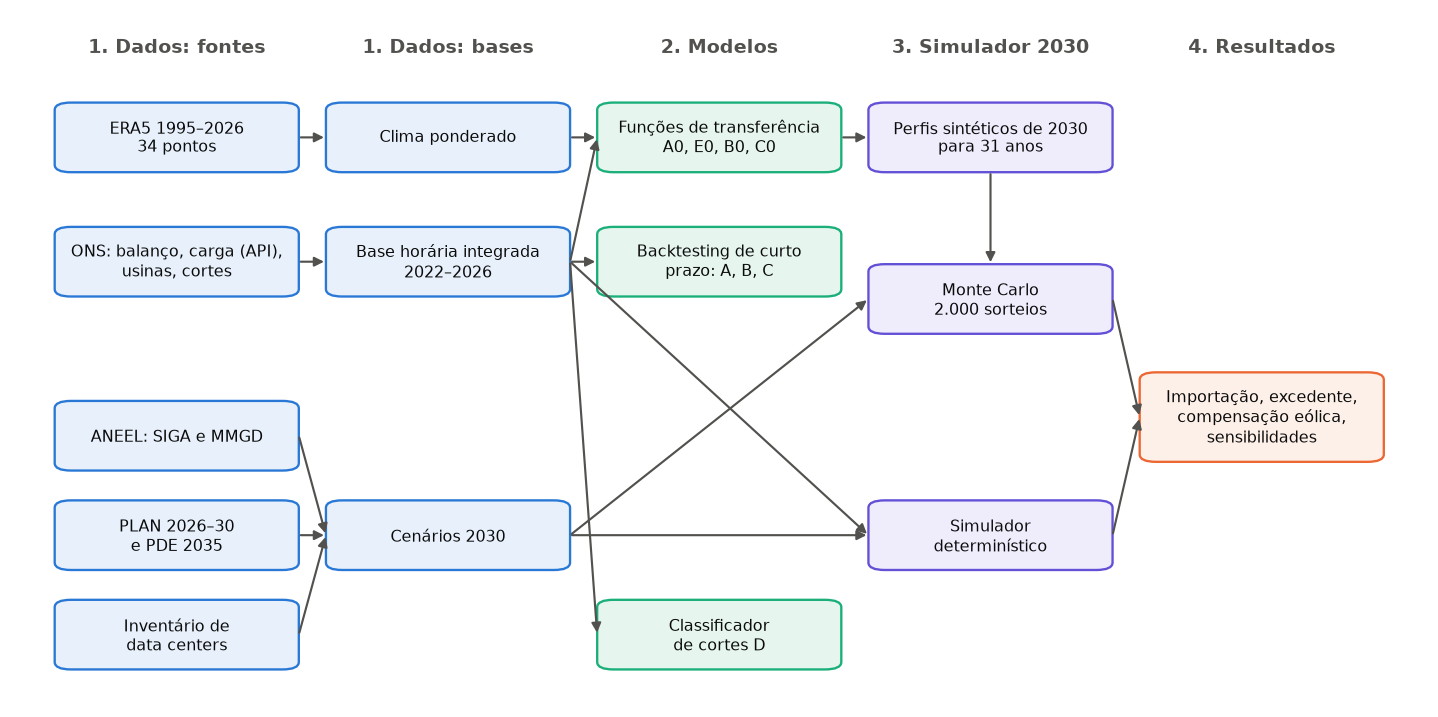 1. Dados: fontes
1. Dados: bases
2. Modelos
3. Simulador 2030
4. Resultados
ERA5 1995–2026
34 pontos
Clima ponderado
Funções de transferência
A0, E0, B0, C0
Perfis sintéticos de 2030
para 31 anos
ONS: balanço, carga (API),
usinas, cortes
Base horária integrada
2022–2026
Backtesting de curto
prazo: A, B, C
Monte Carlo
2.000 sorteios
Importação, excedente,
compensação eólica,
sensibilidades
ANEEL: SIGA e MMGD
PLAN 2026–30
e PDE 2035
Cenários 2030
Simulador
determinístico
Inventário de
data centers
Classificador
de cortes D